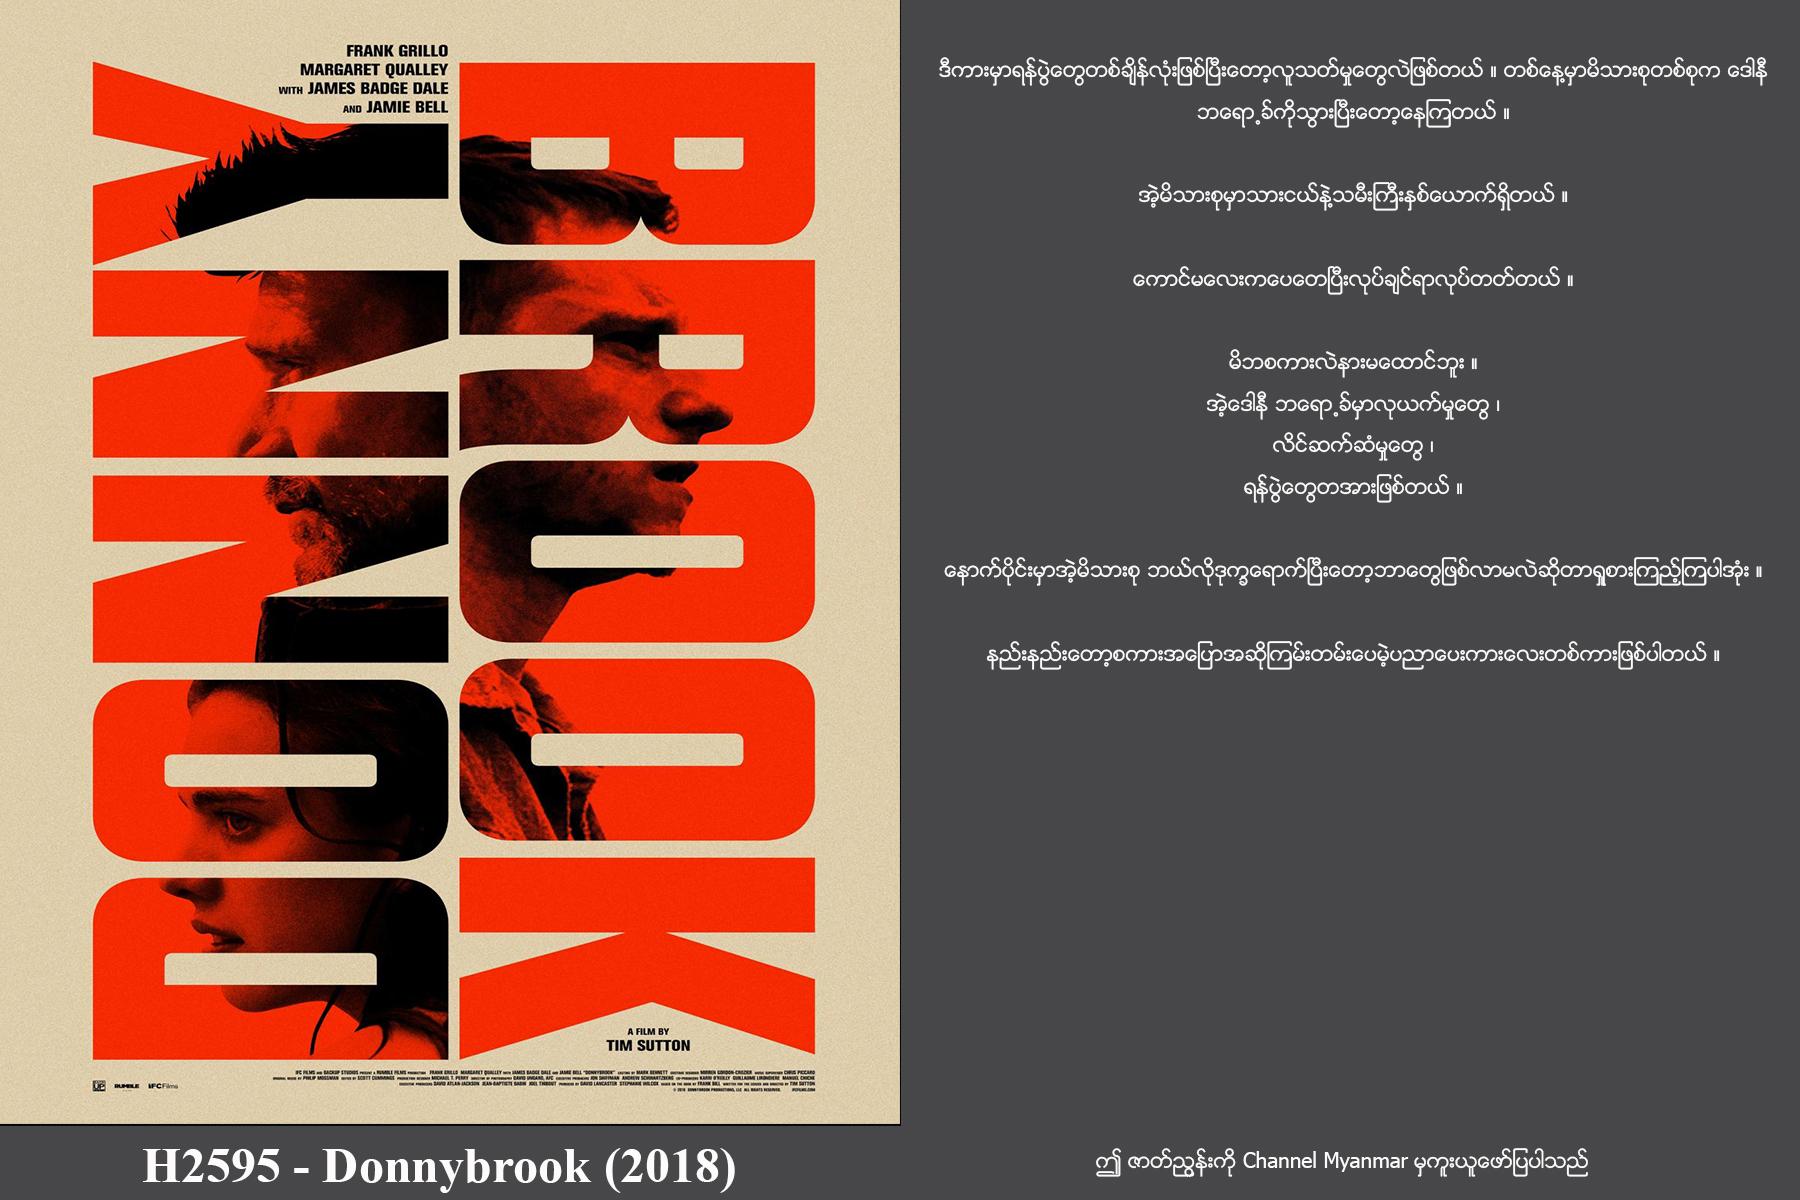 FRANK GRILLO
MARGARET QUALLEY
WITH JAMES BADGE DALE
AND JAMIE BELL
DONNY
BROOK
A FILM BY
TIM SUTTON
RUMBLE
IFC Films
H2595 - Donnybrook (2018)
ဒီကားမှာရန်ပွဲတွေတစ်ချိန်လုံးဖြစ်ပြီးတော့လူသတ်မှုတွေလဲဖြစ်တယ် ။ တစ်နေ့မှာမိသားစုတစ်စုက ဒေါနီ
ဘရော့ခ်ကိုသွားပြီးတော့နေကြတယ် ။
အဲ့မိသားစုမှာသားငယ်နဲ့သမီးကြီးနှစ်ယောက်ရှိတယ် ။
ကောင်မလေးကပေတေပြီးလုပ်ချင်ရာလုပ်တတ်တယ် ။
မိဘစကားလဲနားမထောင်ဘူး ။
အဲ့ဒေါနီ ဘရော့ခ်မှာလုယက်မှုတွေ ၊
လိင်ဆက်ဆံမှုတွေ ၊
ရန်ပွဲတွေတအားဖြစ်တယ် ။
နောက်ပိုင်းမှာအဲ့မိသားစု ဘယ်လိုဒုက္ခရောက်ပြီးတော့ဘာတွေဖြစ်လာမလဲဆိုတာရှုစားကြည့်ကြပါအုံး ။
နည်းနည်းတော့စကားအပြောအဆိုကြမ်းတမ်းပေမဲ့ပညာပေးကားလေးတစ်ကားဖြစ်ပါတယ် ။
ဤ ဇာတ်ညွှန်းကို Channel Myanmar မှကူးယူဖော်ပြပါသည်